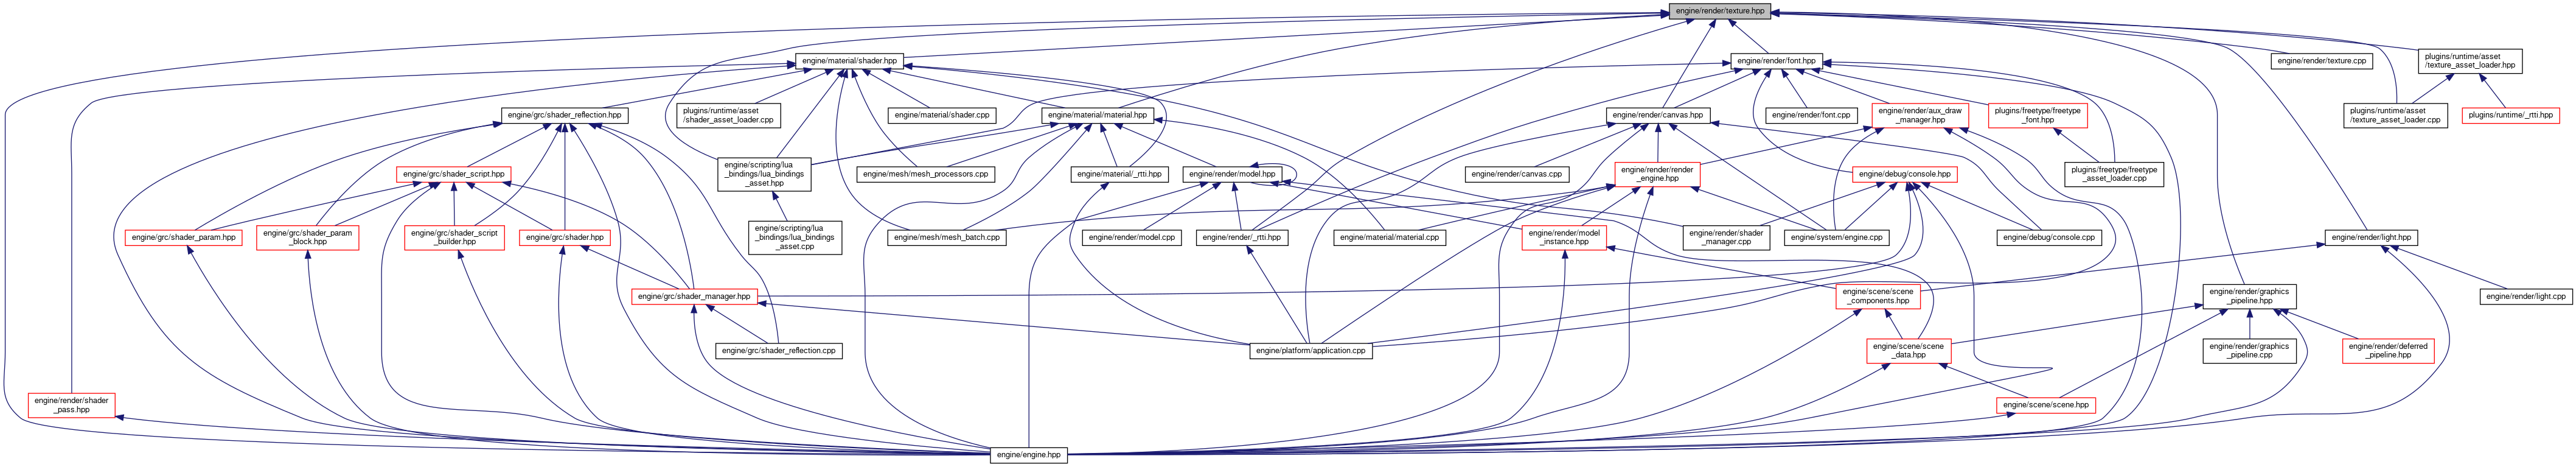 engine/render/texture.hpp
engine/material/shader.hpp
engine/render/font.hpp
engine/render/texture.cpp
plugins/runtime/asset
/texture_asset_loader.hpp
engine/grc/shader_reflection.hpp
plugins/runtime/asset
/shader_asset_loader.cpp
engine/material/shader.cpp
engine/material/material.hpp
engine/render/canvas.hpp
engine/render/font.cpp
engine/render/aux_draw
_manager.hpp
plugins/freetype/freetype
_font.hpp
plugins/runtime/asset
/texture_asset_loader.cpp
plugins/runtime/_rtti.hpp
engine/grc/shader_script.hpp
engine/scripting/lua
_bindings/lua_bindings
_asset.hpp
engine/mesh/mesh_processors.cpp
engine/material/_rtti.hpp
engine/render/model.hpp
engine/render/canvas.cpp
engine/render/render
_engine.hpp
engine/debug/console.hpp
plugins/freetype/freetype
_asset_loader.cpp
engine/grc/shader_param.hpp
engine/grc/shader_param
_block.hpp
engine/grc/shader_script
_builder.hpp
engine/grc/shader.hpp
engine/scripting/lua
_bindings/lua_bindings
_asset.cpp
engine/mesh/mesh_batch.cpp
engine/render/model.cpp
engine/render/_rtti.hpp
engine/material/material.cpp
engine/render/model
_instance.hpp
engine/render/shader
_manager.cpp
engine/system/engine.cpp
engine/debug/console.cpp
engine/render/light.hpp
engine/grc/shader_manager.hpp
engine/scene/scene
_components.hpp
engine/render/graphics
_pipeline.hpp
engine/render/light.cpp
engine/grc/shader_reflection.cpp
engine/platform/application.cpp
engine/scene/scene
_data.hpp
engine/render/graphics
_pipeline.cpp
engine/render/deferred
_pipeline.hpp
engine/render/shader
_pass.hpp
engine/scene/scene.hpp
engine/engine.hpp